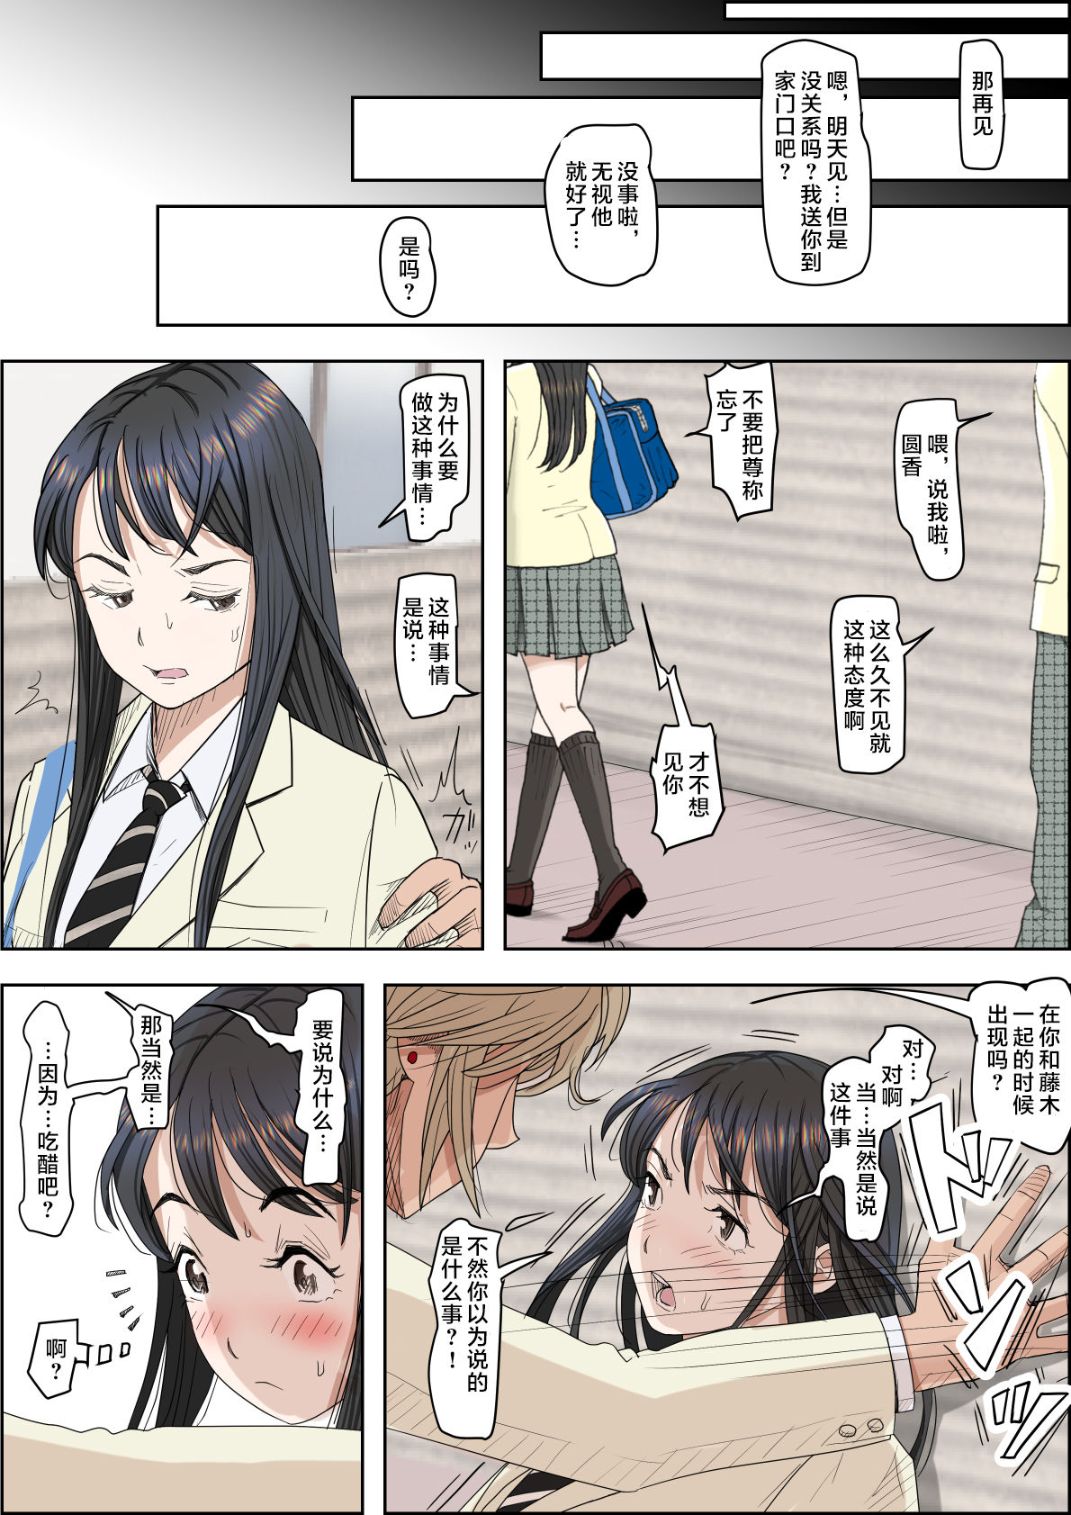 那再见
嗯，明天见…但是
没关系吗？我送你到
家门口吧？
没事啦，
无视他
就好了…
是吗？
喂，说我啦，
圆香
不要把尊称
忘了
这么久不见就
这种态度啊
才不想
见你
为什么要
做这种事情…
这种事情
是说…
ガッ
在你和藤木
一起的时候
出现吗？
对…
对啊
当…当然是说
这件事
不然你以为说的
是什么事？！
ドンッ
要说为什么…
那当然是…
…因为…吃醋吧？
啊？